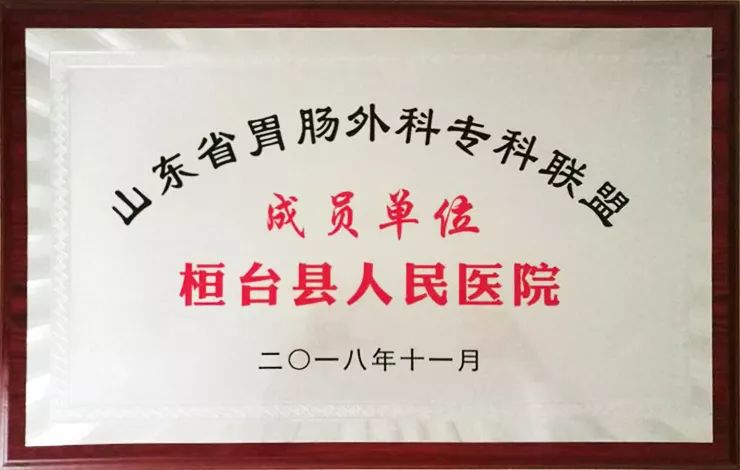 山东省胃肠外科专科联盟
成员单位
桓台县人民医院
二〇一八年十一月